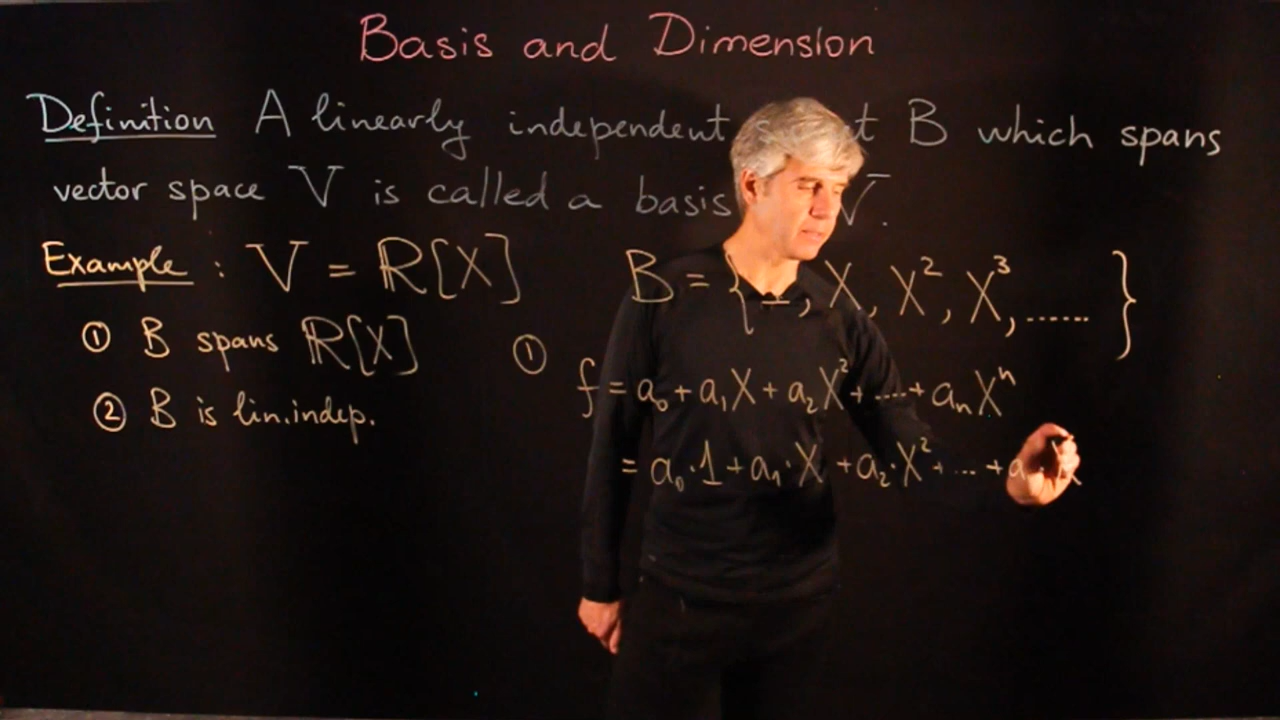 Basis and Dimension
Definition A linearly independent B which spans
vector space V is called a basis V.
Example : V = ℝ[X] B = { 1, X, X², X³, ...... }
① B spans ℝ[X] ①
f = a₀ + a₁X + a₂X² + .... + aₙXⁿ
② B is lin.indep.
= a₀·1 + a₁·X + a₂·X² + ... + a